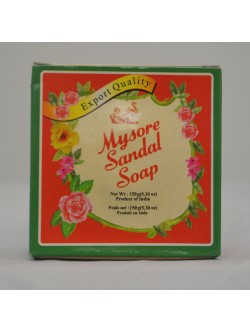 Export Quality
Mysore
Sandal
Soap
Net Wt : 150g(5.30 oz)
Product of India
Poids net : 150 g(5,30 oz)
Produit en Inde